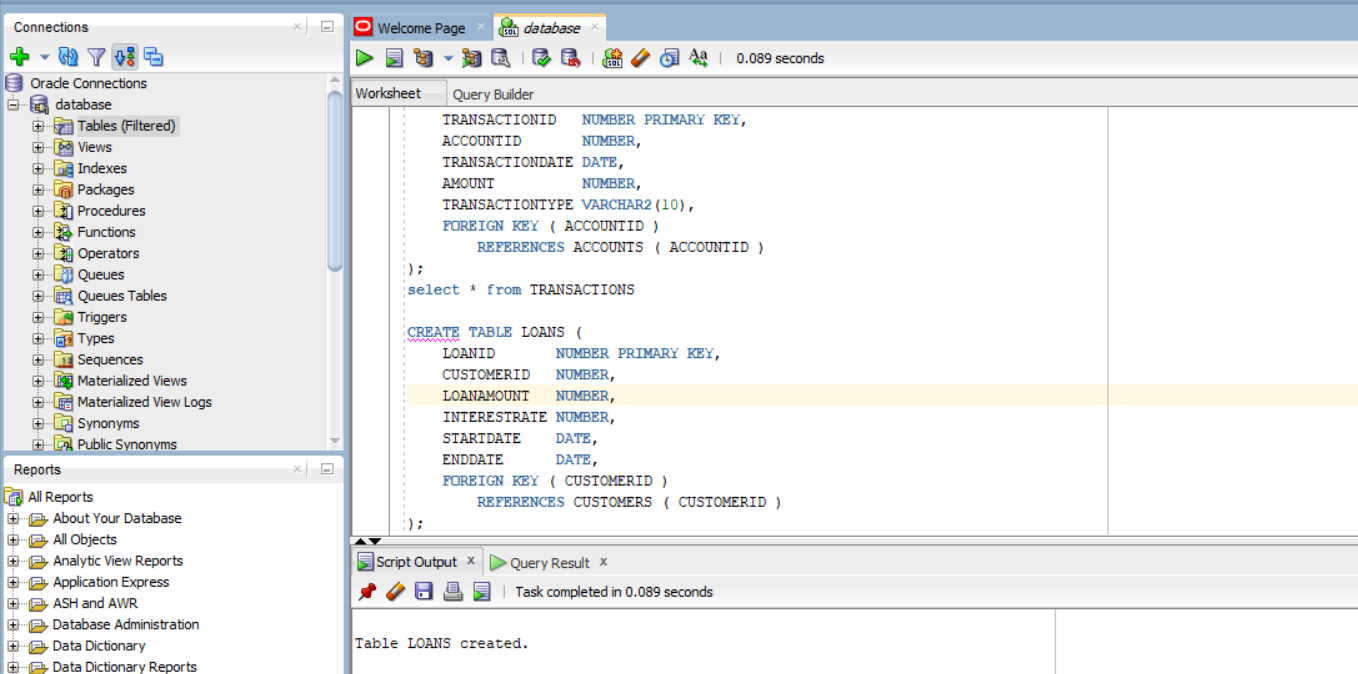 Connections
Oracle Connections
database
Tables (Filtered)
Views
Indexes
Packages
Procedures
Functions
Operators
Queues
Queues Tables
Triggers
Types
Sequences
Materialized Views
Materialized View Logs
Synonyms
Public Synonyms
Reports
All Reports
About Your Database
All Objects
Analytic View Reports
Application Express
ASH and AWR
Database Administration
Data Dictionary
Data Dictionary Reports
Welcome Page
database
0.089 seconds
Worksheet Query Builder
TRANSACTIONID NUMBER PRIMARY KEY,
ACCOUNTID NUMBER,
TRANSACTIONDATE DATE,
AMOUNT NUMBER,
TRANSACTIONTYPE VARCHAR2(10),
FOREIGN KEY ( ACCOUNTID )
REFERENCES ACCOUNTS ( ACCOUNTID )
);
select * from TRANSACTIONS
CREATE TABLE LOANS (
LOANID NUMBER PRIMARY KEY,
CUSTOMERID NUMBER,
LOANAMOUNT NUMBER,
INTERESTRATE NUMBER,
STARTDATE DATE,
ENDDATE DATE,
FOREIGN KEY ( CUSTOMERID )
REFERENCES CUSTOMERS ( CUSTOMERID )
);
Script Output x Query Result x
Task completed in 0.089 seconds
Table LOANS created.